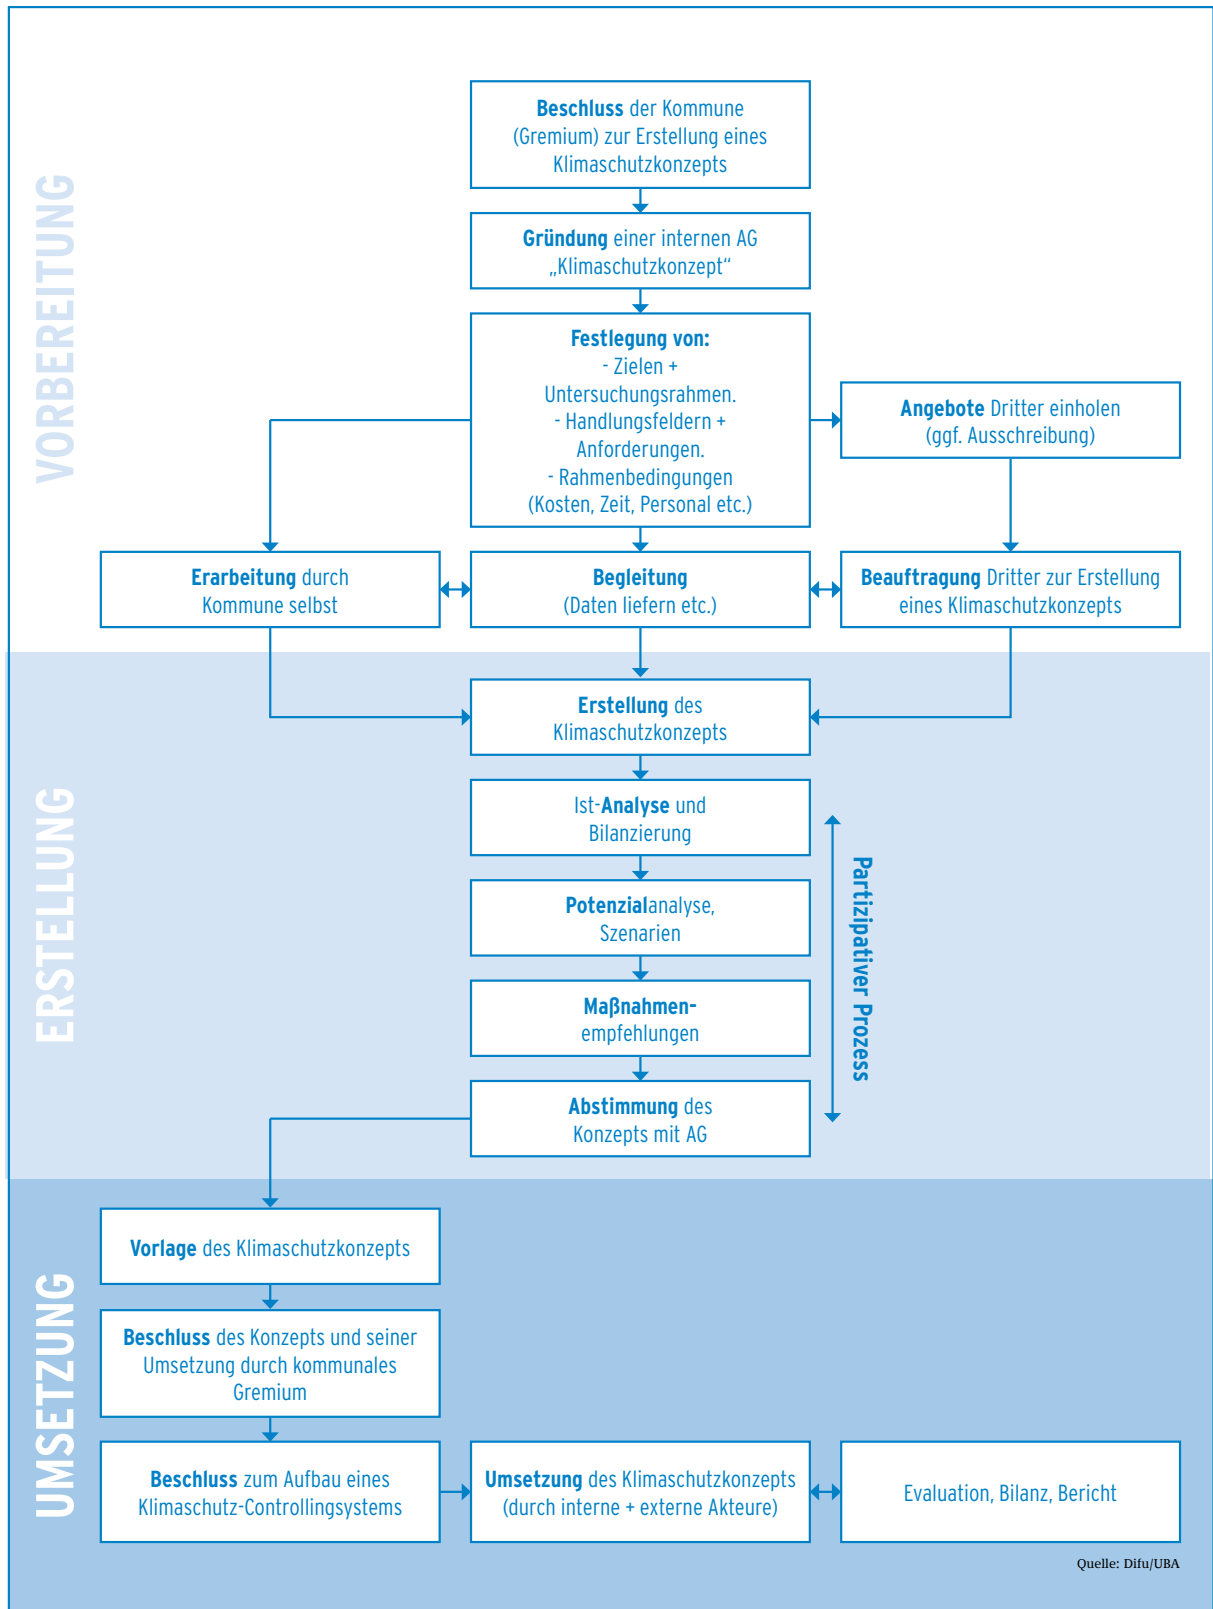 VORBEREITUNG
Beschluss der Kommune
(Gremium) zur Erstellung eines
Klimaschutzkonzepts
Gründung einer internen AG
„Klimaschutzkonzept“
Festlegung von:
- Zielen +
Untersuchungsrahmen.
- Handlungsfeldern +
Anforderungen.
- Rahmenbedingungen
(Kosten, Zeit, Personal etc.)
Angebote Dritter einholen
(ggf. Ausschreibung)
Erarbeitung durch
Kommune selbst
Begleitung
(Daten liefern etc.)
Beauftragung Dritter zur Erstellung
eines Klimaschutzkonzepts
ERSTELLUNG
Erstellung des
Klimaschutzkonzepts
Ist-Analyse und
Bilanzierung
Potenzialanalyse,
Szenarien
Maßnahmen-
empfehlungen
Abstimmung des
Konzepts mit AG
Partizipativer Prozess
UMSETZUNG
Vorlage des Klimaschutzkonzepts
Beschluss des Konzepts und seiner
Umsetzung durch kommunales
Gremium
Beschluss zum Aufbau eines
Klimaschutz-Controllingsystems
Umsetzung des Klimaschutzkonzepts
(durch interne + externe Akteure)
Evaluation, Bilanz, Bericht
Quelle: Difu/UBA